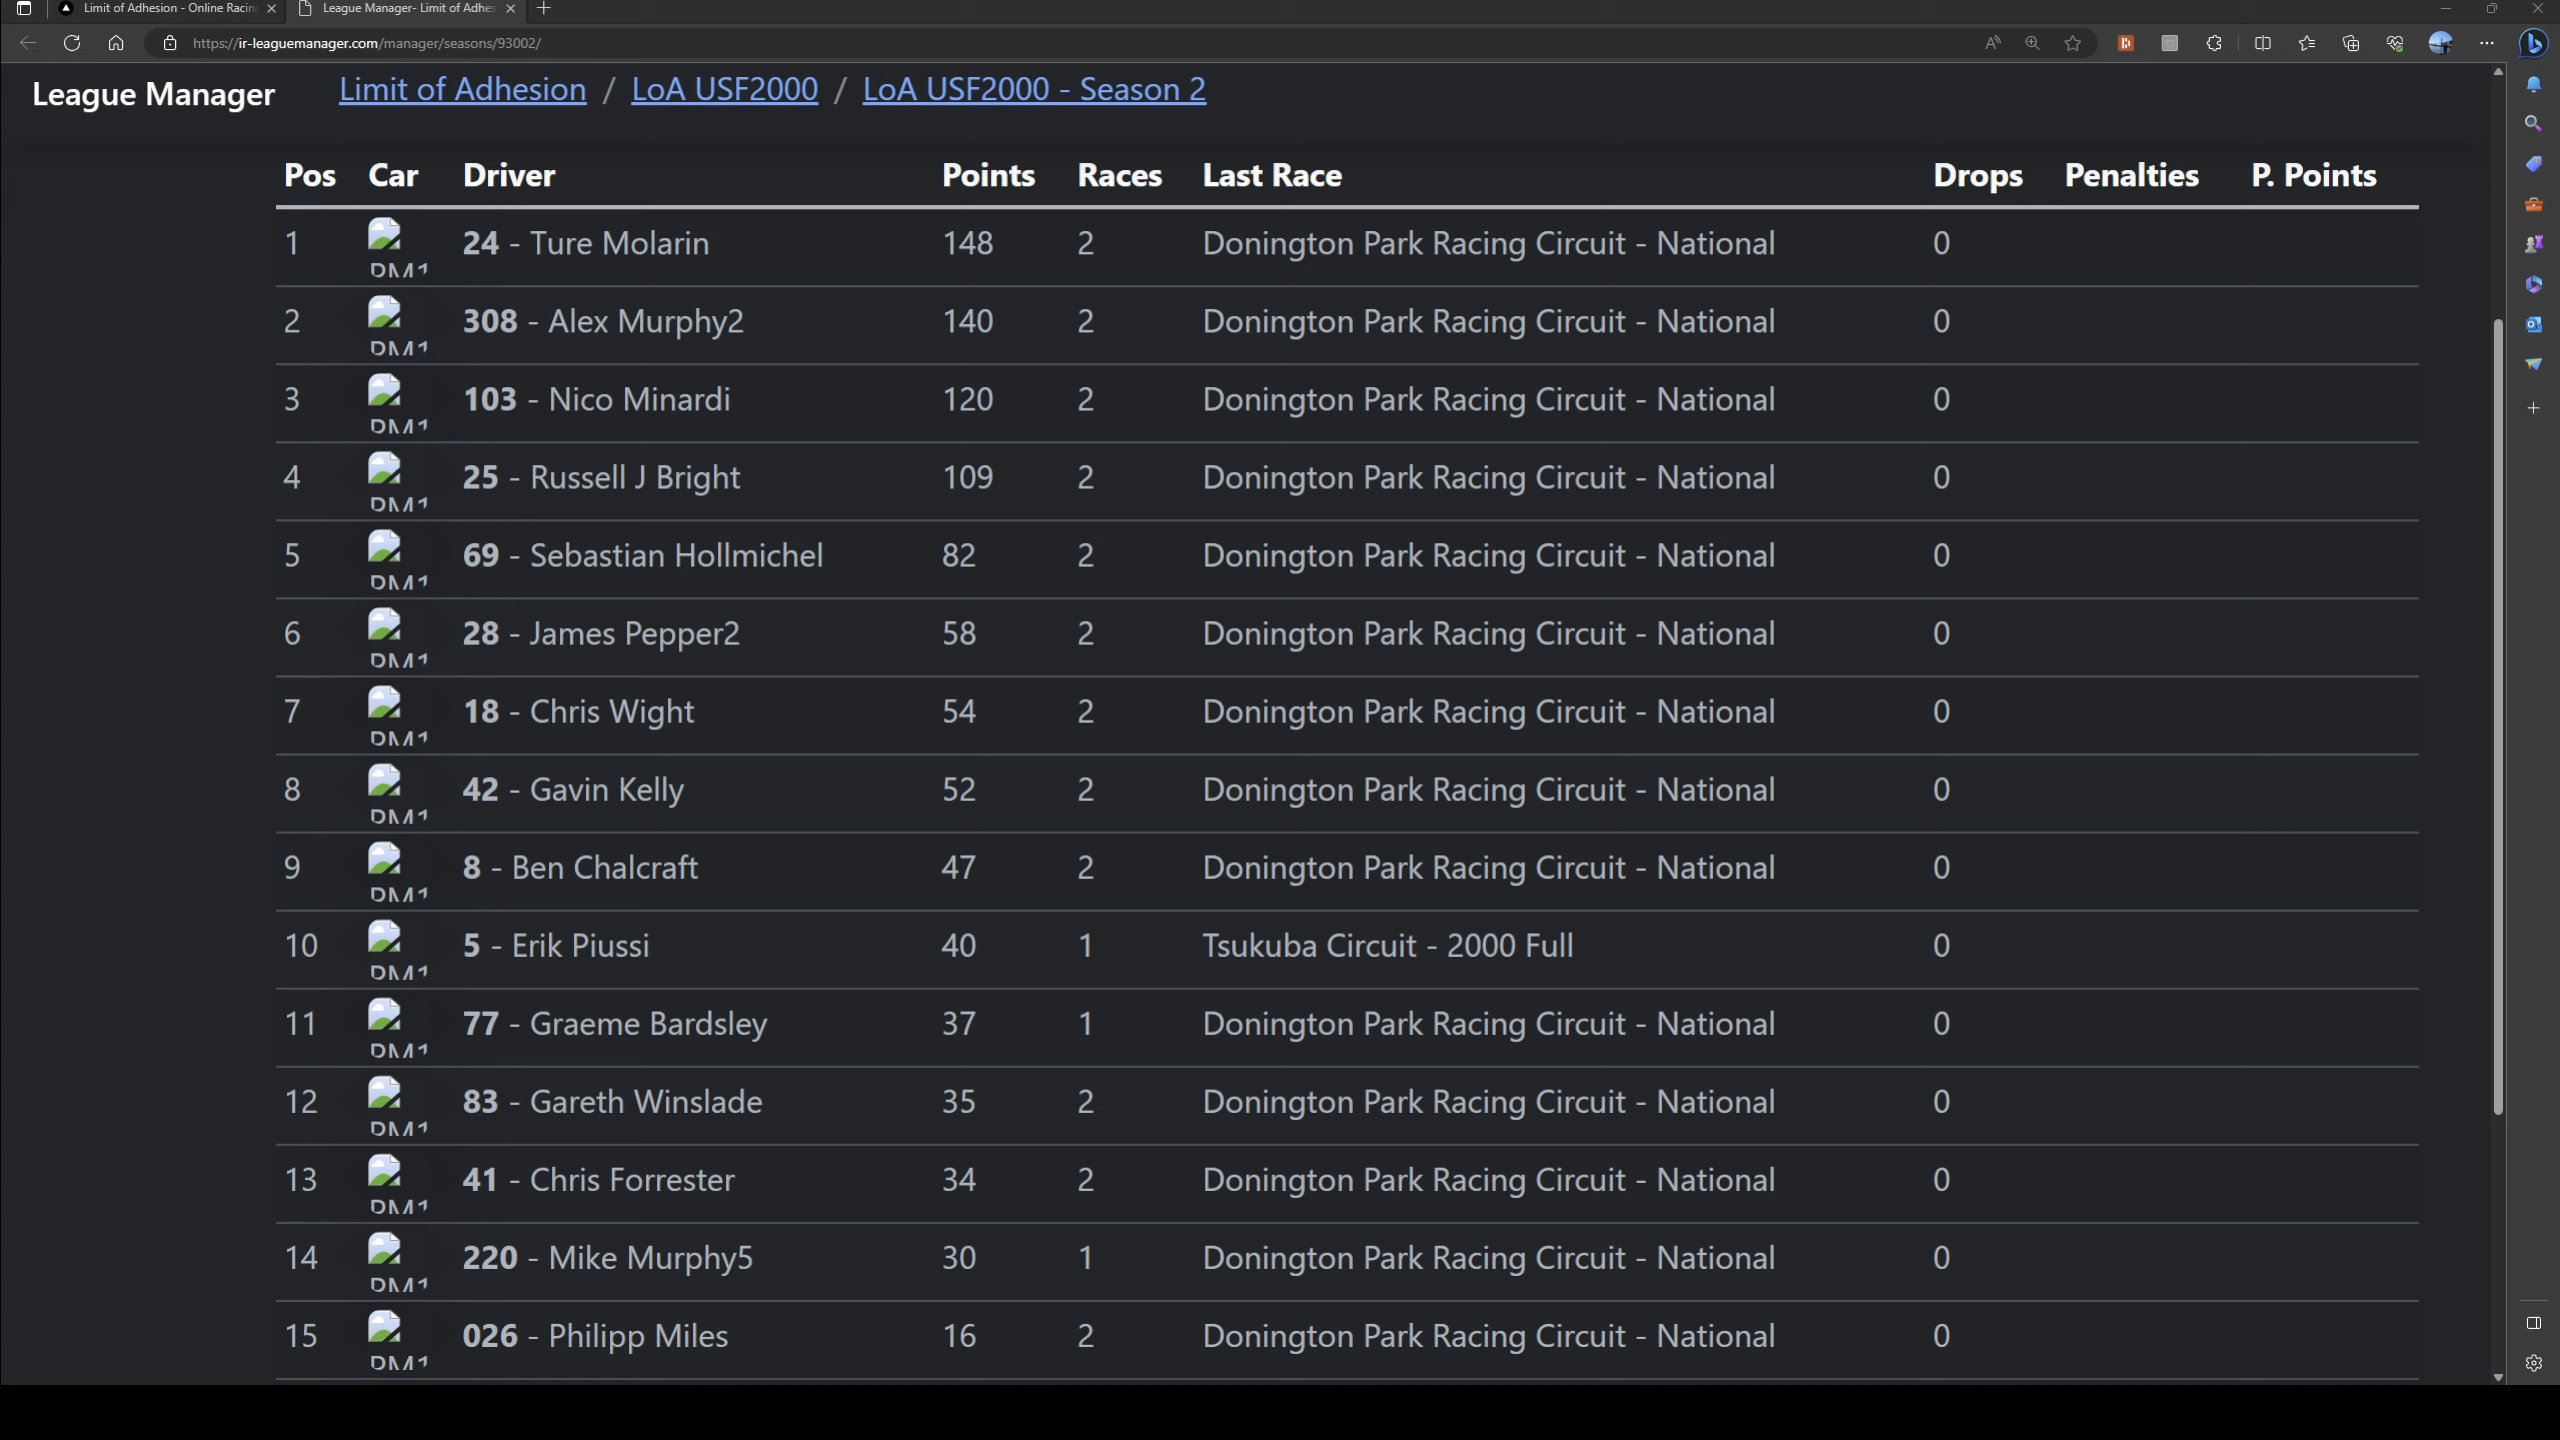 Limit of Adhesion - Online Racin
League Manager- Limit of Adhes
https://ir-leaguemanager.com/manager/seasons/93002/
League Manager Limit of Adhesion / LoA USF2000 / LoA USF2000 - Season 2
Pos Car Driver Points Races Last Race Drops Penalties P. Points
1 24 - Ture Molarin 148 2 Donington Park Racing Circuit - National 0
2 308 - Alex Murphy2 140 2 Donington Park Racing Circuit - National 0
3 103 - Nico Minardi 120 2 Donington Park Racing Circuit - National 0
4 25 - Russell J Bright 109 2 Donington Park Racing Circuit - National 0
5 69 - Sebastian Hollmichel 82 2 Donington Park Racing Circuit - National 0
6 28 - James Pepper2 58 2 Donington Park Racing Circuit - National 0
7 18 - Chris Wight 54 2 Donington Park Racing Circuit - National 0
8 42 - Gavin Kelly 52 2 Donington Park Racing Circuit - National 0
9 8 - Ben Chalcraft 47 2 Donington Park Racing Circuit - National 0
10 5 - Erik Piussi 40 1 Tsukuba Circuit - 2000 Full 0
11 77 - Graeme Bardsley 37 1 Donington Park Racing Circuit - National 0
12 83 - Gareth Winslade 35 2 Donington Park Racing Circuit - National 0
13 41 - Chris Forrester 34 2 Donington Park Racing Circuit - National 0
14 220 - Mike Murphy5 30 1 Donington Park Racing Circuit - National 0
15 026 - Philipp Miles 16 2 Donington Park Racing Circuit - National 0